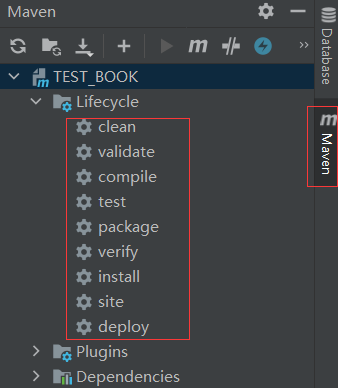 Maven
TEST_BOOK
Lifecycle
clean
validate
compile
test
package
verify
install
site
deploy
Plugins
Dependencies
Database
m Maven